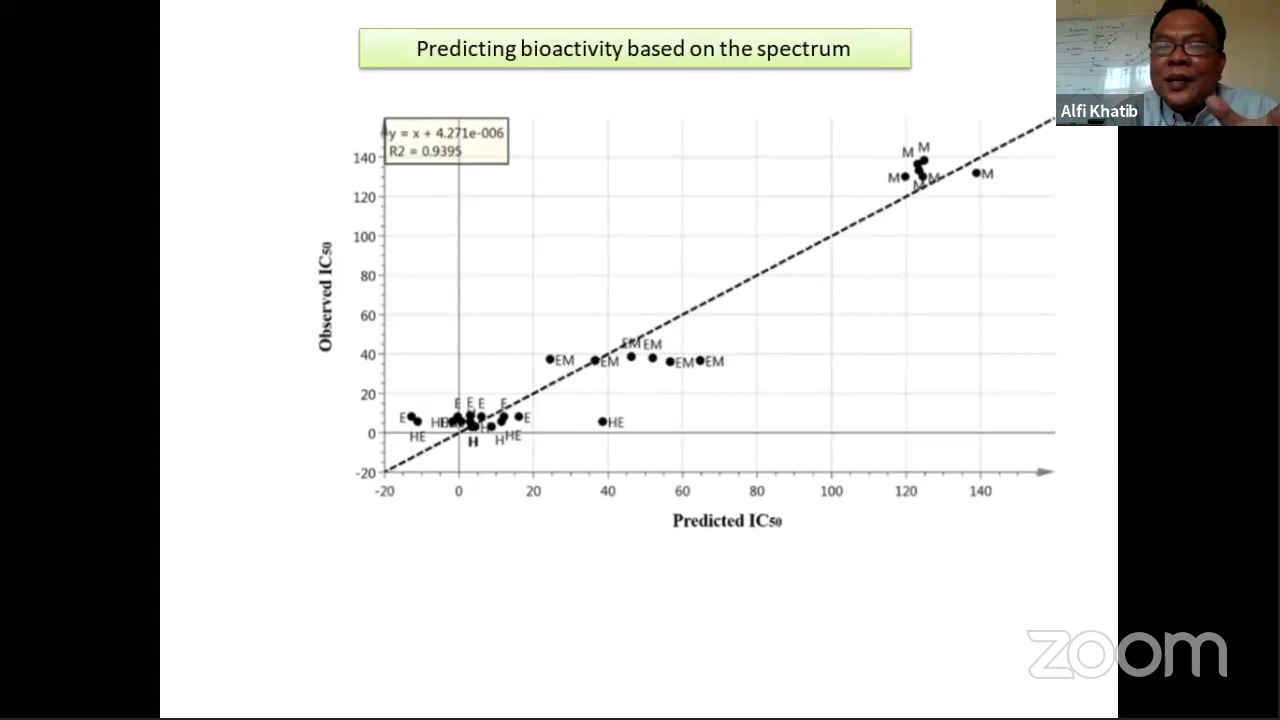 Predicting bioactivity based on the spectrum
Alfi Khatib
y = x + 4.271e-006
R2 = 0.9395
Observed IC50
140
120
100
80
60
40
20
0
-20
M M
M M M M
EM EM
EM EM EM EM
E E E E
E E
HE
HE
HE
H H HE
H
-20 0 20 40 60 80 100 120 140
Predicted IC50
zoom